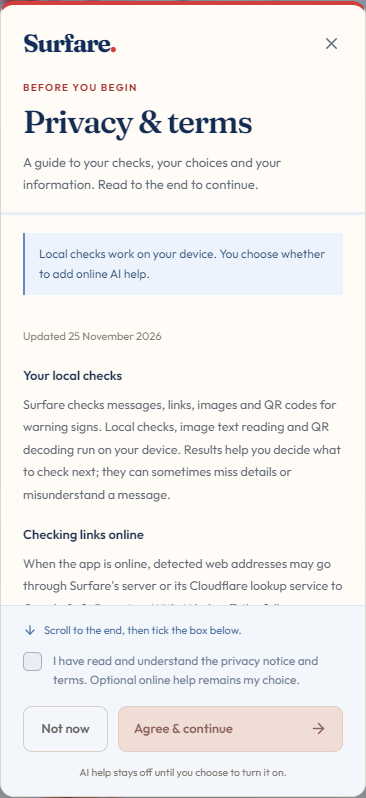 Surfare.
BEFORE YOU BEGIN
Privacy & terms
A guide to your checks, your choices and your
information. Read to the end to continue.
Local checks work on your device. You choose whether
to add online AI help.
Updated 25 November 2026
Your local checks
Surfare checks messages, links, images and QR codes for
warning signs. Local checks, image text reading and QR
decoding run on your device. Results help you decide what
to check next; they can sometimes miss details or
misunderstand a message.
Checking links online
When the app is online, detected web addresses may go
through Surfare's server or its Cloudflare lookup service to
Scroll to the end, then tick the box below.
I have read and understand the privacy notice and
terms. Optional online help remains my choice.
Not now
Agree & continue
AI help stays off until you choose to turn it on.